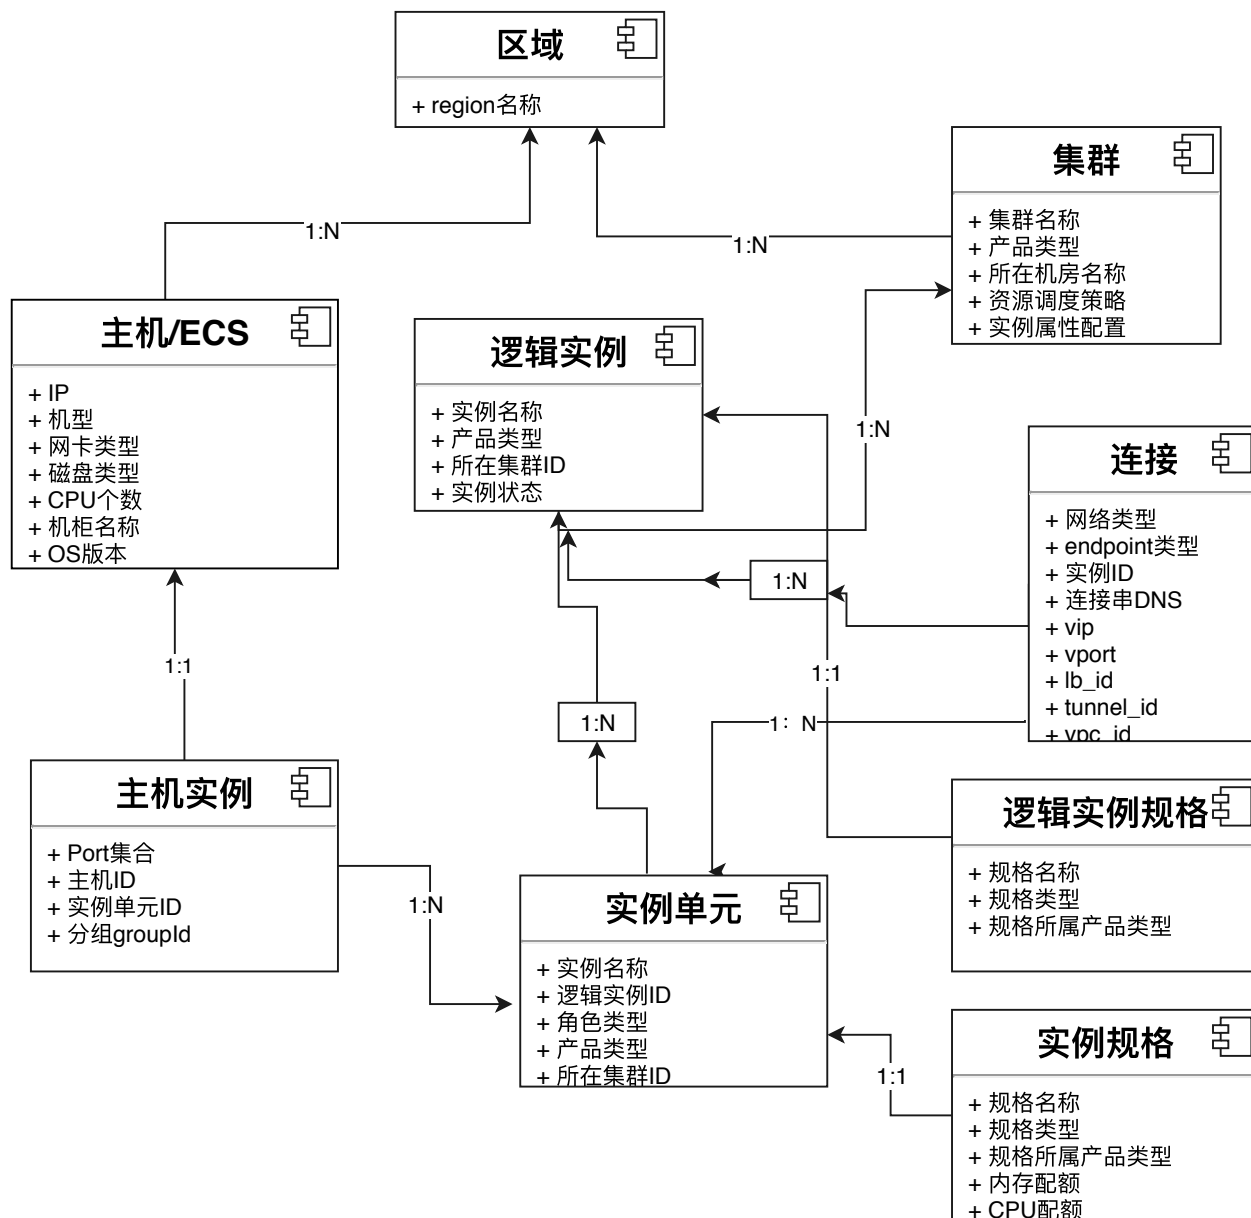 区域
+ region名称
集群
+ 集群名称
+ 产品类型
+ 所在机房名称
+ 资源调度策略
+ 实例属性配置
1:N
1:N
主机/ECS
+ IP
+ 机型
+ 网卡类型
+ 磁盘类型
+ CPU个数
+ 机柜名称
+ OS版本
逻辑实例
+ 实例名称
+ 产品类型
+ 所在集群ID
+ 实例状态
1:N
连接
+ 网络类型
+ endpoint类型
+ 实例ID
+ 连接串DNS
+ vip
+ vport
+ lb_id
+ tunnel_id
+ vpc_id
1:N
1:1
1:1
1:N
1: N
主机实例
+ Port集合
+ 主机ID
+ 实例单元ID
+ 分组groupId
1:N
逻辑实例规格
+ 规格名称
+ 规格类型
+ 规格所属产品类型
实例单元
+ 实例名称
+ 逻辑实例ID
+ 角色类型
+ 产品类型
+ 所在集群ID
1:1
实例规格
+ 规格名称
+ 规格类型
+ 规格所属产品类型
+ 内存配额
+ CPU配额